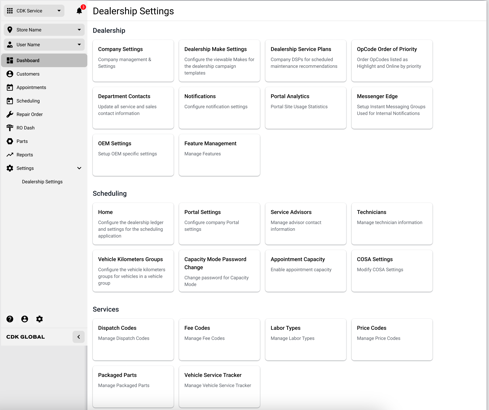 CDK Service
Store Name
User Name
Dashboard
Customers
Appointments
Scheduling
Repair Order
RO Dash
Parts
Reports
Settings
Dealership Settings
CDK GLOBAL
Dealership Settings
Dealership
Company Settings
Company management &
Settings
Dealership Make Settings
Configure the viewable Makes for
the dealership campaign
templates
Dealership Service Plans
Company DSPs for scheduled
maintenance recommendations
OpCode Order of Priority
Order OpCodes listed as
Highlight and Online by priority
Department Contacts
Update all service and sales
contact information
Notifications
Configure notification settings
Portal Analytics
Portal Site Usage Statistics
Messenger Edge
Setup Instant Messaging Groups
Used for Internal Notifications
OEM Settings
Setup OEM specific settings
Feature Management
Manage Features
Scheduling
Home
Configure the dealership ledger
and settings for the scheduling
application
Portal Settings
Configure company Portal
settings
Service Advisors
Manage advisor contact
information
Technicians
Manage technician information
Vehicle Kilometers Groups
Configure the vehicle kilometers
groups for vehicles in a vehicle
group
Capacity Mode Password
Change
Change password for Capacity
Mode
Appointment Capacity
Enable appointment capacity
COSA Settings
Modify COSA Settings
Services
Dispatch Codes
Manage Dispatch Codes
Fee Codes
Manage Fee Codes
Labor Types
Manage Labor Types
Price Codes
Manage Price Codes
Packaged Parts
Manage Packaged Parts
Vehicle Service Tracker
Manage Vehicle Service Tracker